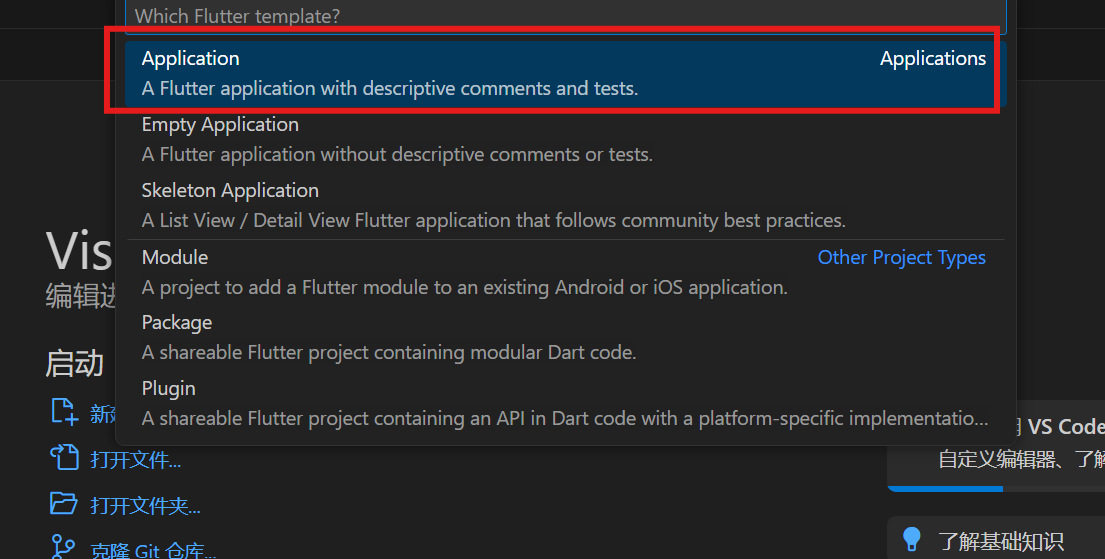 Which Flutter template?
Application
Applications
A Flutter application with descriptive comments and tests.
Empty Application
A Flutter application without descriptive comments or tests.
Skeleton Application
A List View / Detail View Flutter application that follows community best practices.
Module
Other Project Types
A project to add a Flutter module to an existing Android or iOS application.
Package
A shareable Flutter project containing modular Dart code.
Plugin
A shareable Flutter project containing an API in Dart code with a platform-specific implementatio...
Vis
编辑
启动
新
打开文件...
打开文件夹...
克隆 Git 仓库...
VS Code
自定义编辑器、了解
了解基础知识